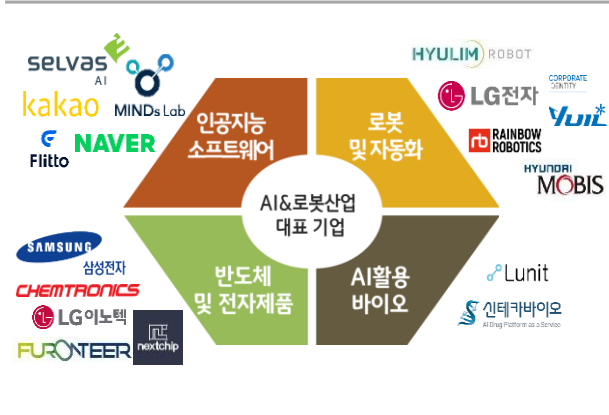 selvas
AI
kakao
MINDs Lab
Flitto
NAVER
인공지능
소프트웨어
HYULIM ROBOT
LG전자
CORPORATE
IDENTITY
YUIL
RAINBOW
ROBOTICS
HYUNDAI
MOBIS
로봇
및 자동화
AI&로봇산업
대표 기업
SAMSUNG
삼성전자
CHEMTRONICS
LG이노텍
FURONTEER
nextchip
반도체
및 전자제품
AI활용
바이오
Lunit
신테카바이오
AI Drug Platform as a Service